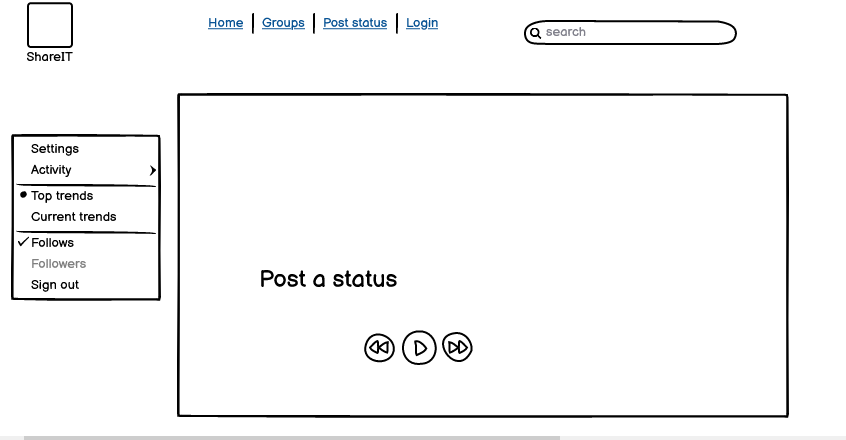 Home Groups Post status Login
search
ShareIT
Settings
Activity
Top trends
Current trends
Follows
Followers
Sign out
Post a status